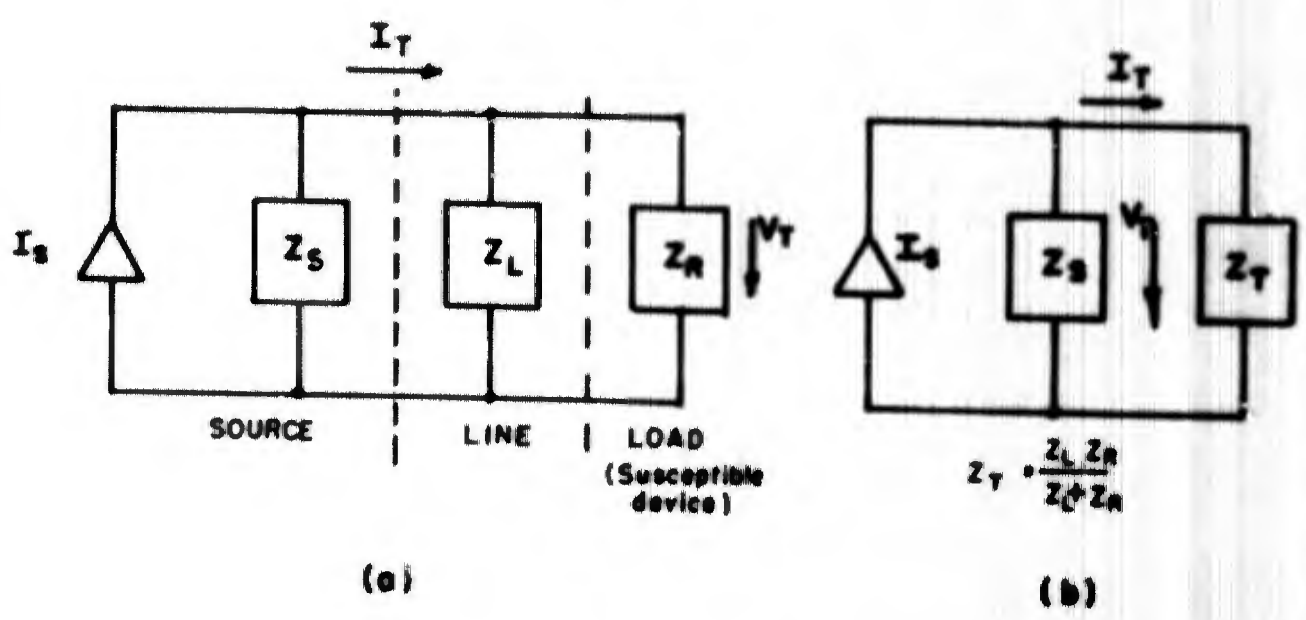 I_T
I_S
Z_S
Z_L
Z_R
V_T
SOURCE
LINE
LOAD
(Susceptible
device)
(a)
I_T
I_S
Z_S
Z_T
Z_T = Z_L Z_R / Z_L + Z_R
(b)